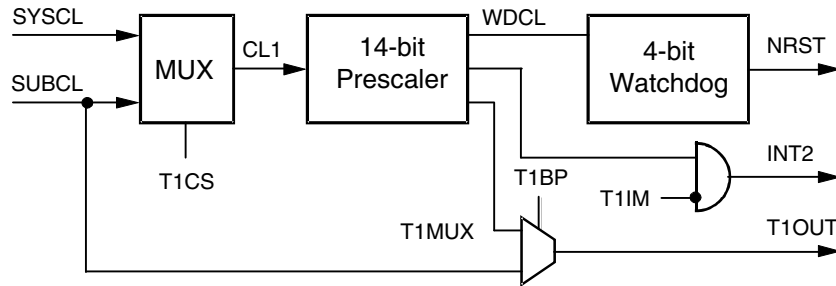 SYSCL
WDCL
14-bit
Prescaler
4-bit
Watchdog
NRST
CL1
MUX
SUBCL
INT2
T1CS
T1BP
T1IM
T1MUX
T1OUT